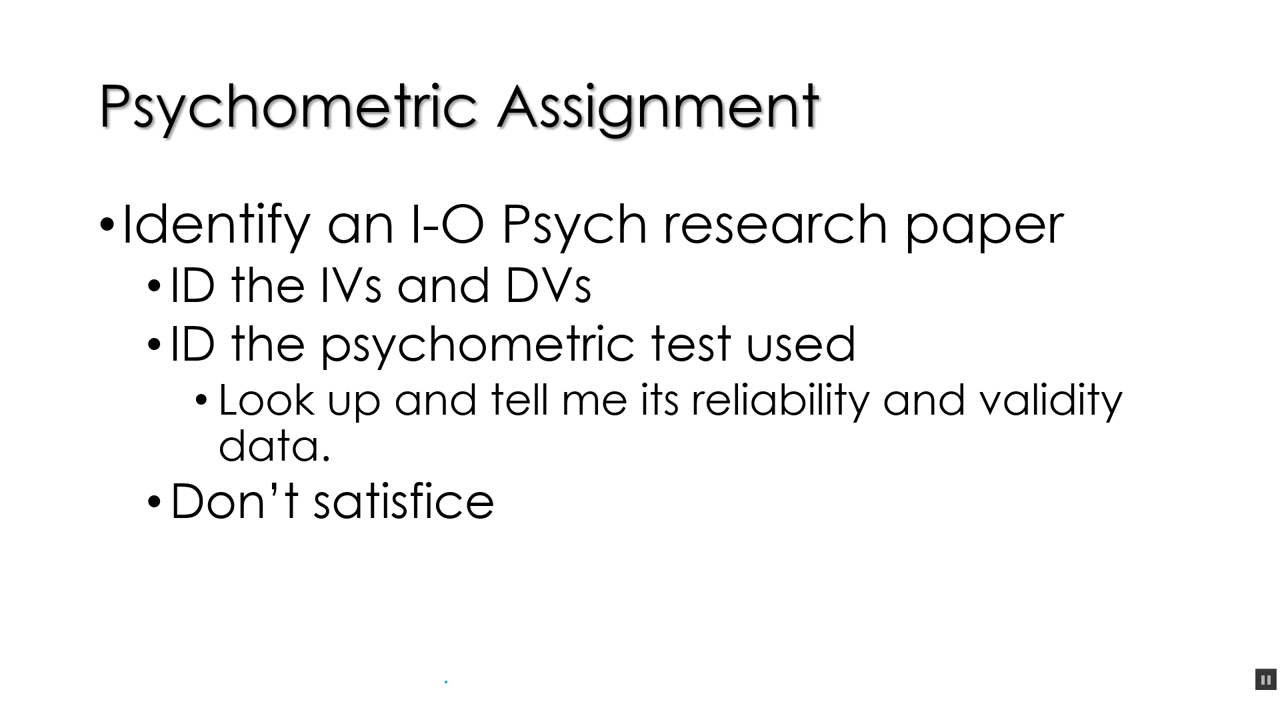 Psychometric Assignment
•Identify an I-O Psych research paper
•ID the IVs and DVs
•ID the psychometric test used
•Look up and tell me its reliability and validity
data.
•Don’t satisfice